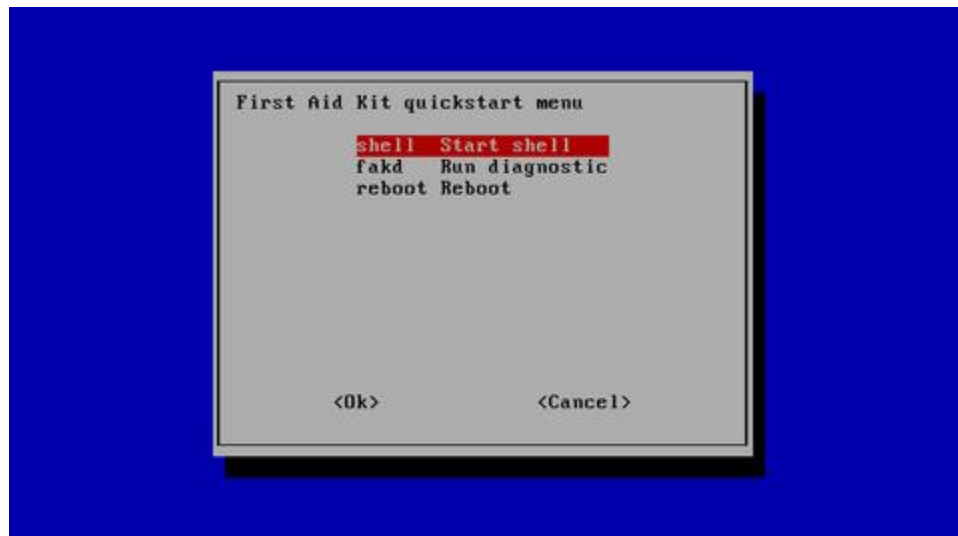 First Aid Kit quickstart menu
shell Start shell
fakd Run diagnostic
reboot Reboot
<Ok> <Cancel>